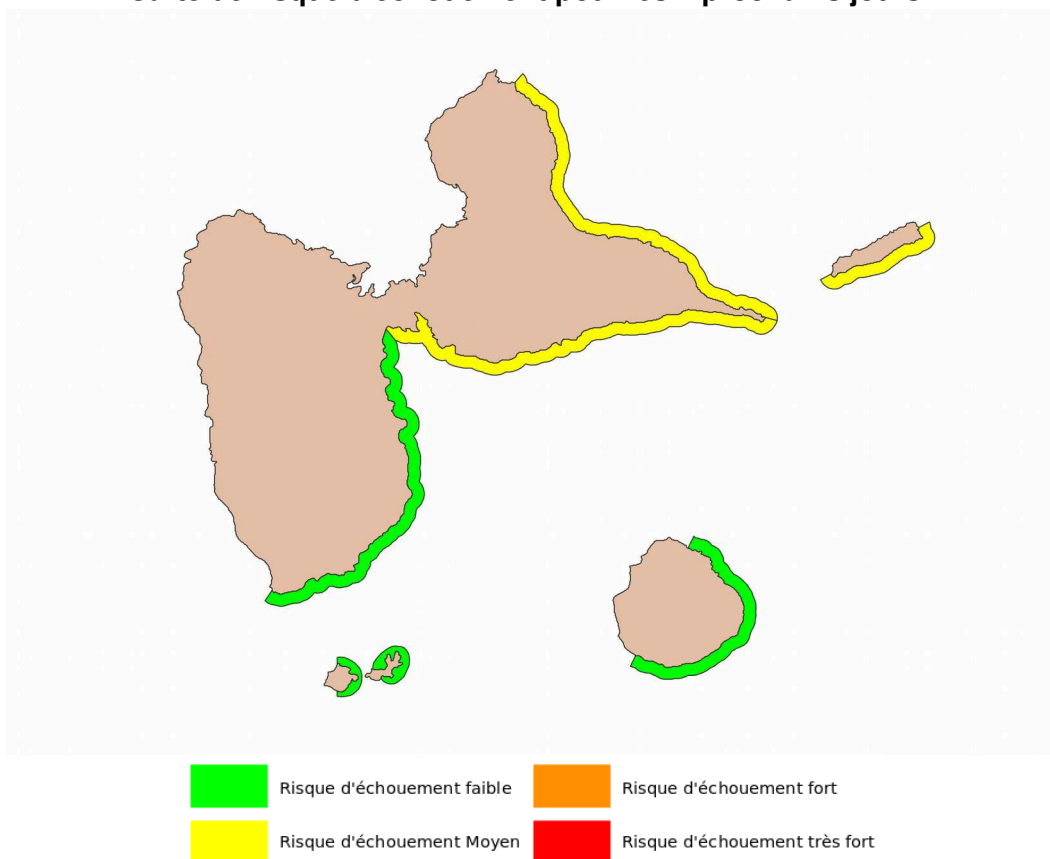 Risque d'échouement faible
Risque d'échouement fort
Risque d'échouement Moyen
Risque d'échouement très fort